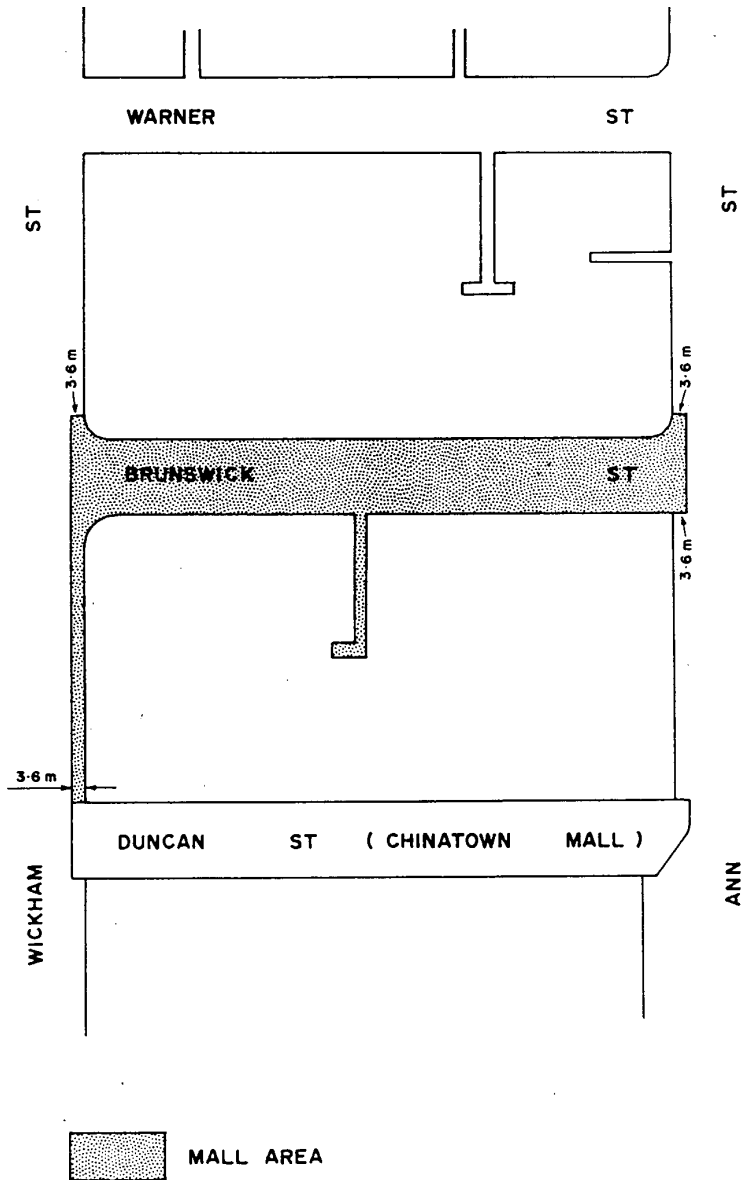 WARNER ST
ST
ST
3·6 m
3·6 m
BRUNSWICK ST
3·6 m
3·6 m
DUNCAN ST ( CHINATOWN MALL )
WICKHAM
ANN
MALL AREA